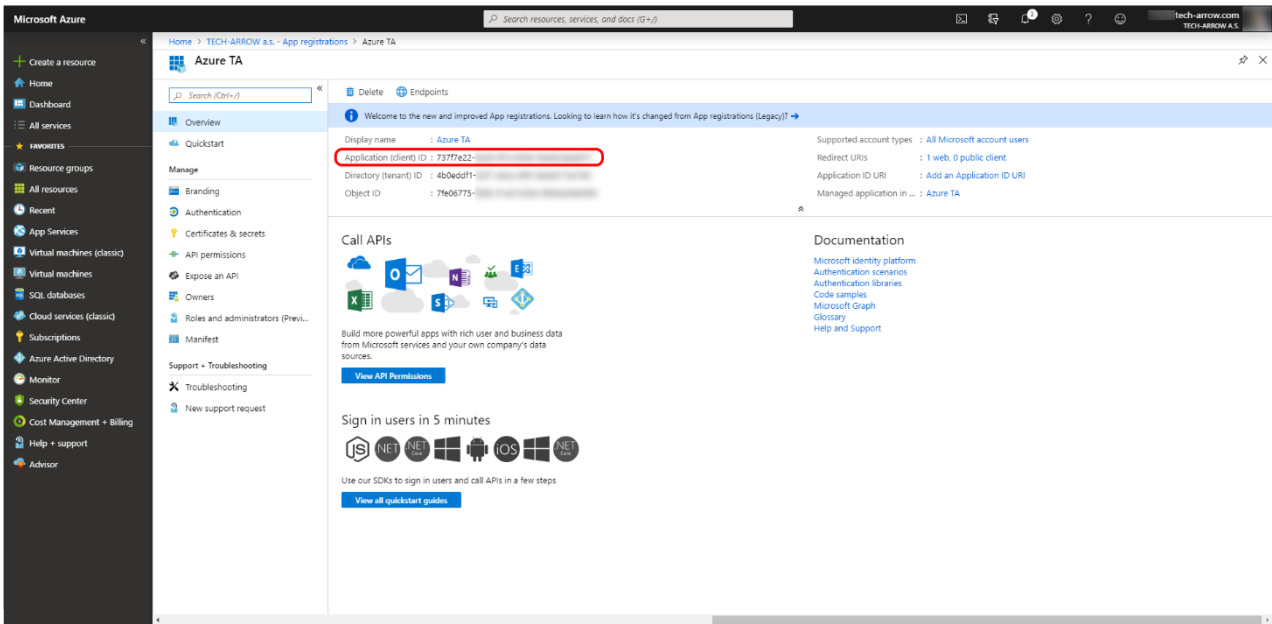 Microsoft Azure
Search resources, services, and docs (G+/)
2
tech-arrow.com
TECH-ARROW A.S.
«
Create a resource
Home
Dashboard
All services
FAVORITES
Resource groups
All resources
Recent
App Services
Virtual machines (classic)
Virtual machines
SQL databases
Cloud services (classic)
Subscriptions
Azure Active Directory
Monitor
Security Center
Cost Management + Billing
Help + support
Advisor
Home > TECH-ARROW a.s. - App registrations > Azure TA
Azure TA
Search (Ctrl+/)
«
Overview
Quickstart
Manage
Branding
Authentication
Certificates & secrets
API permissions
Expose an API
Owners
Roles and administrators (Previ...
Manifest
Support + Troubleshooting
Troubleshooting
New support request
Delete Endpoints
Welcome to the new and improved App registrations. Looking to learn how it's changed from App registrations (Legacy)? →
Display name : Azure TA
Application (client) ID : 737f7e22-
Directory (tenant) ID : 4b0eddf1-
Object ID : 7fe06775-
Supported account types : All Microsoft account users
Redirect URIs : 1 web, 0 public client
Application ID URI : Add an Application ID URI
Managed application in ... : Azure TA
Call APIs
Build more powerful apps with rich user and business data
from Microsoft services and your own company's data
sources.
View API Permissions
Sign in users in 5 minutes
JS NET .NET Core iOS .NET Core
Use our SDKs to sign in users and call APIs in a few steps
View all quickstart guides
Documentation
Microsoft identity platform
Authentication scenarios
Authentication libraries
Code samples
Microsoft Graph
Glossary
Help and Support